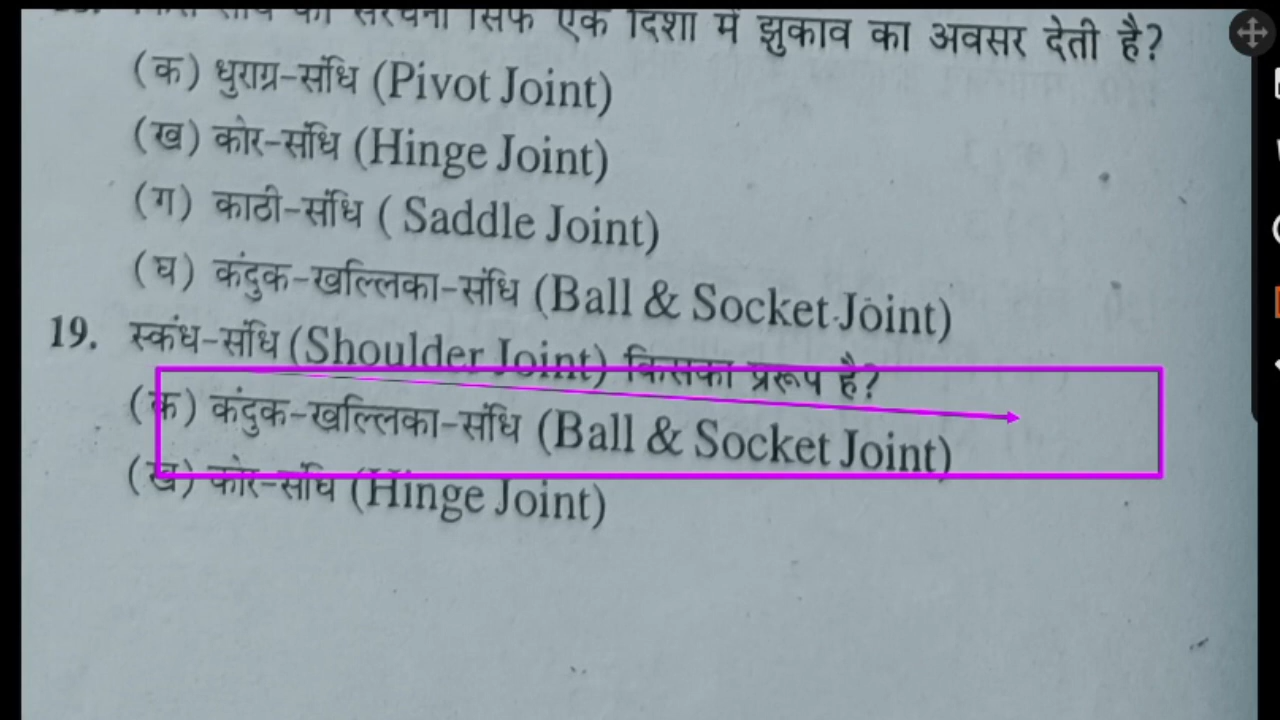 सिर्फ एक दिशा में झुकाव का अवसर देती है?
(क) धुराग्र-संधि (Pivot Joint)
(ख) कोर-संधि (Hinge Joint)
(ग) काठी-संधि ( Saddle Joint)
(घ) कंदुक-खल्लिका-संधि (Ball & Socket Joint)
19. स्कंध-संधि (Shoulder Joint) किसका प्ररूप है?
(क) कंदुक-खल्लिका-संधि (Ball & Socket Joint)
(ख) कोर-संधि (Hinge Joint)